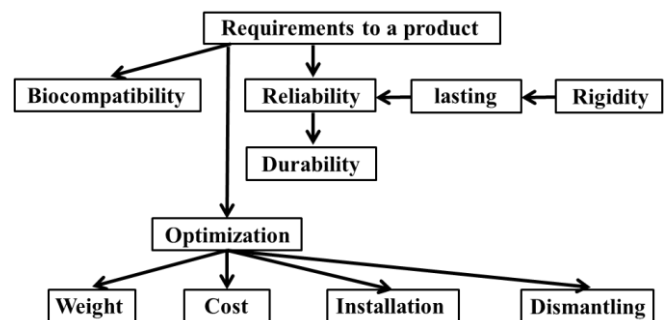 Requirements to a product
Biocompatibility
Reliability
lasting
Rigidity
Durability
Optimization
Weight
Cost
Installation
Dismantling